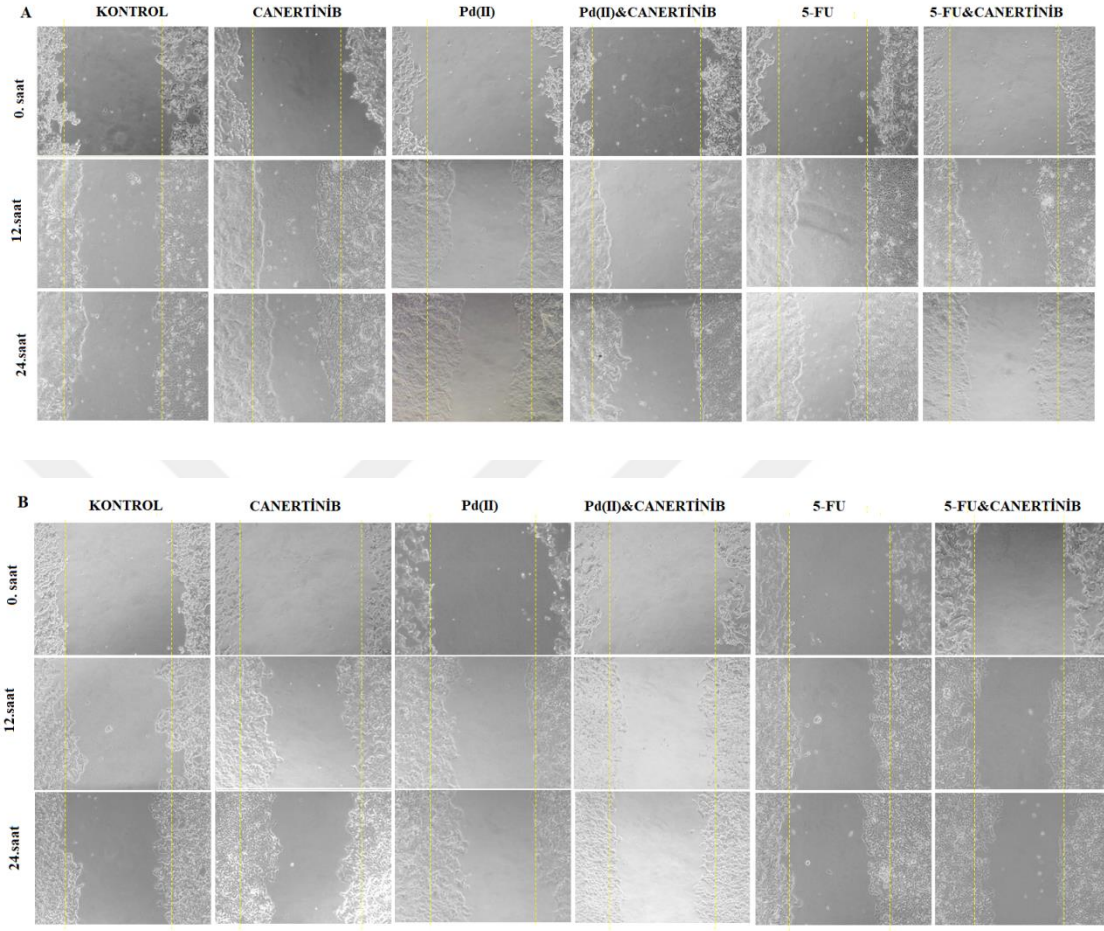 A
KONTROL CANERTİNİB Pd(II) Pd(II)&CANERTİNİB 5-FU 5-FU&CANERTİNİB
0. saat
12.saat
24.saat
B
KONTROL CANERTİNİB Pd(II) Pd(II)&CANERTİNİB 5-FU 5-FU&CANERTİNİB
0. saat
12.saat
24.saat